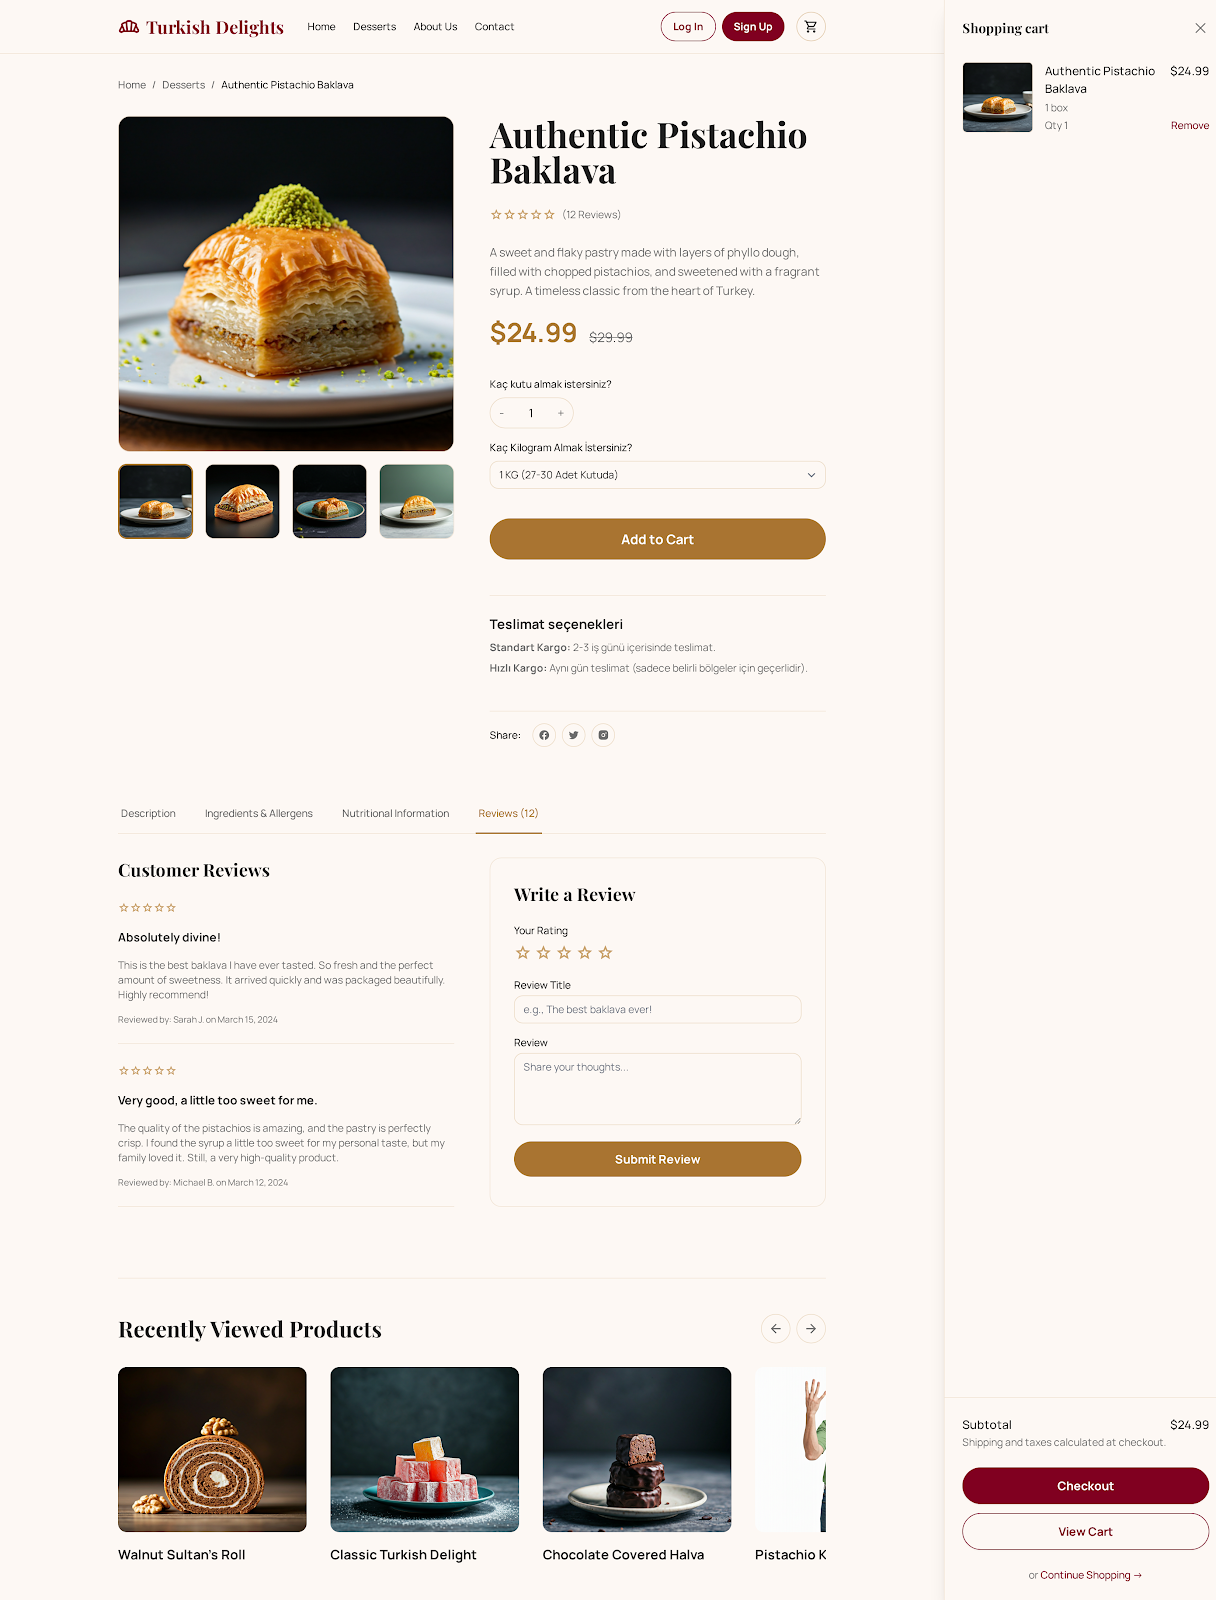 Turkish Delights
Home Desserts About Us Contact
Log In Sign Up
Home / Desserts / Authentic Pistachio Baklava
Authentic Pistachio
Baklava
(12 Reviews)
A sweet and flaky pastry made with layers of phyllo dough,
filled with chopped pistachios, and sweetened with a fragrant
syrup. A timeless classic from the heart of Turkey.
$24.99 $29.99
Kaç kutu almak istersiniz?
- 1 +
Kaç Kilogram Almak İstersiniz?
1 KG (27-30 Adet Kutuda)
Add to Cart
Teslimat seçenekleri
Standart Kargo: 2-3 iş günü içerisinde teslimat.
Hızlı Kargo: Aynı gün teslimat (sadece belirli bölgeler için geçerlidir).
Share:
Description Ingredients & Allergens Nutritional Information Reviews (12)
Customer Reviews
Absolutely divine!
This is the best baklava I have ever tasted. So fresh and the perfect
amount of sweetness. It arrived quickly and was packaged beautifully.
Highly recommend!
Reviewed by: Sarah J. on March 15, 2024
Very good, a little too sweet for me.
The quality of the pistachios is amazing, and the pastry is perfectly
crisp. I found the syrup a little too sweet for my personal taste, but my
family loved it. Still, a very high-quality product.
Reviewed by: Michael B. on March 12, 2024
Write a Review
Your Rating
Review Title
e.g., The best baklava ever!
Review
Share your thoughts...
Submit Review
Recently Viewed Products
Walnut Sultan's Roll
Classic Turkish Delight
Chocolate Covered Halva
Pistachio K
Shopping cart
Authentic Pistachio $24.99
Baklava
1 box
Qty 1 Remove
Subtotal $24.99
Shipping and taxes calculated at checkout.
Checkout
View Cart
or Continue Shopping →